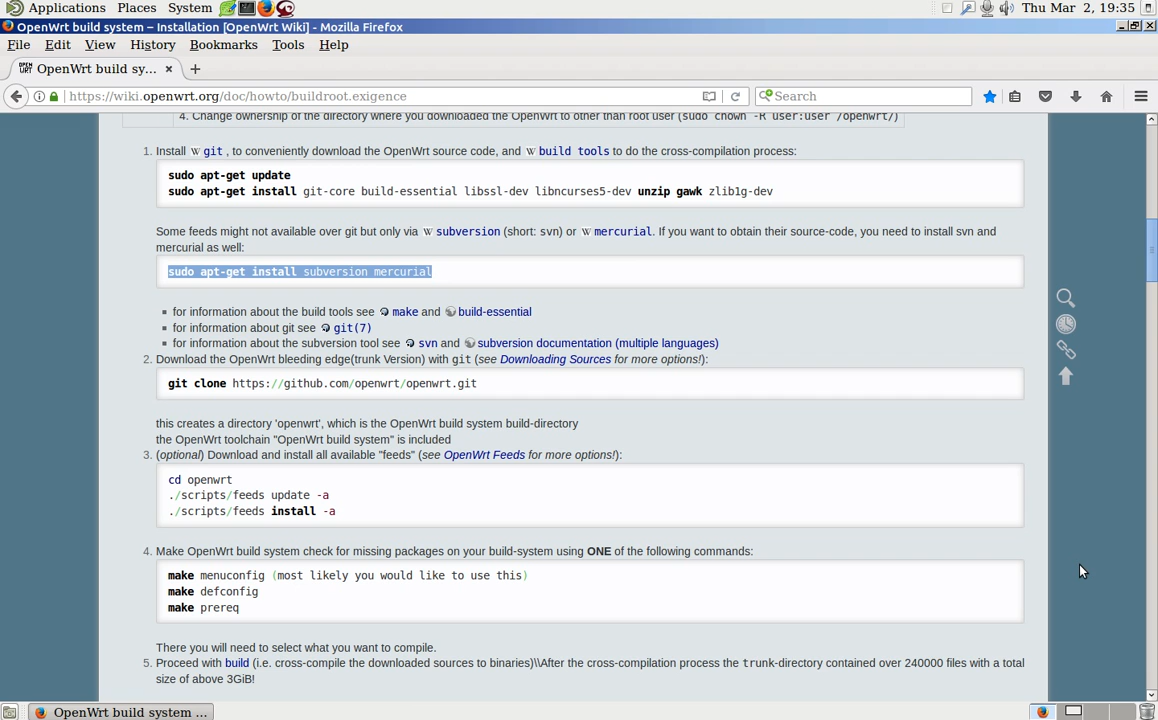 Applications Places System Thu Mar 2, 19:35
OpenWrt build system – Installation [OpenWrt Wiki] - Mozilla Firefox
File Edit View History Bookmarks Tools Help
OPEN WRT OpenWrt build sy... × +
https://wiki.openwrt.org/doc/howto/buildroot.exigence Search
4. Change ownership of the directory where you downloaded the OpenWrt to other than root user (sudo chown -R user:user /openwrt/)
1. Install W git , to conveniently download the OpenWrt source code, and W build tools to do the cross-compilation process:
sudo apt-get update
sudo apt-get install git-core build-essential libssl-dev libncurses5-dev unzip gawk zlib1g-dev
Some feeds might not available over git but only via W subversion (short: svn) or W mercurial. If you want to obtain their source-code, you need to install svn and
mercurial as well:
sudo apt-get install subversion mercurial
for information about the build tools see make and build-essential
for information about git see git(7)
for information about the subversion tool see svn and subversion documentation (multiple languages)
2. Download the OpenWrt bleeding edge(trunk Version) with git (see Downloading Sources for more options!):
git clone https://github.com/openwrt/openwrt.git
this creates a directory 'openwrt', which is the OpenWrt build system build-directory
the OpenWrt toolchain "OpenWrt build system" is included
3. (optional) Download and install all available "feeds" (see OpenWrt Feeds for more options!):
cd openwrt
./scripts/feeds update -a
./scripts/feeds install -a
4. Make OpenWrt build system check for missing packages on your build-system using ONE of the following commands:
make menuconfig (most likely you would like to use this)
make defconfig
make prereq
There you will need to select what you want to compile.
5. Proceed with build (i.e. cross-compile the downloaded sources to binaries)\\After the cross-compilation process the trunk-directory contained over 240000 files with a total
size of above 3GiB!
OpenWrt build system ...